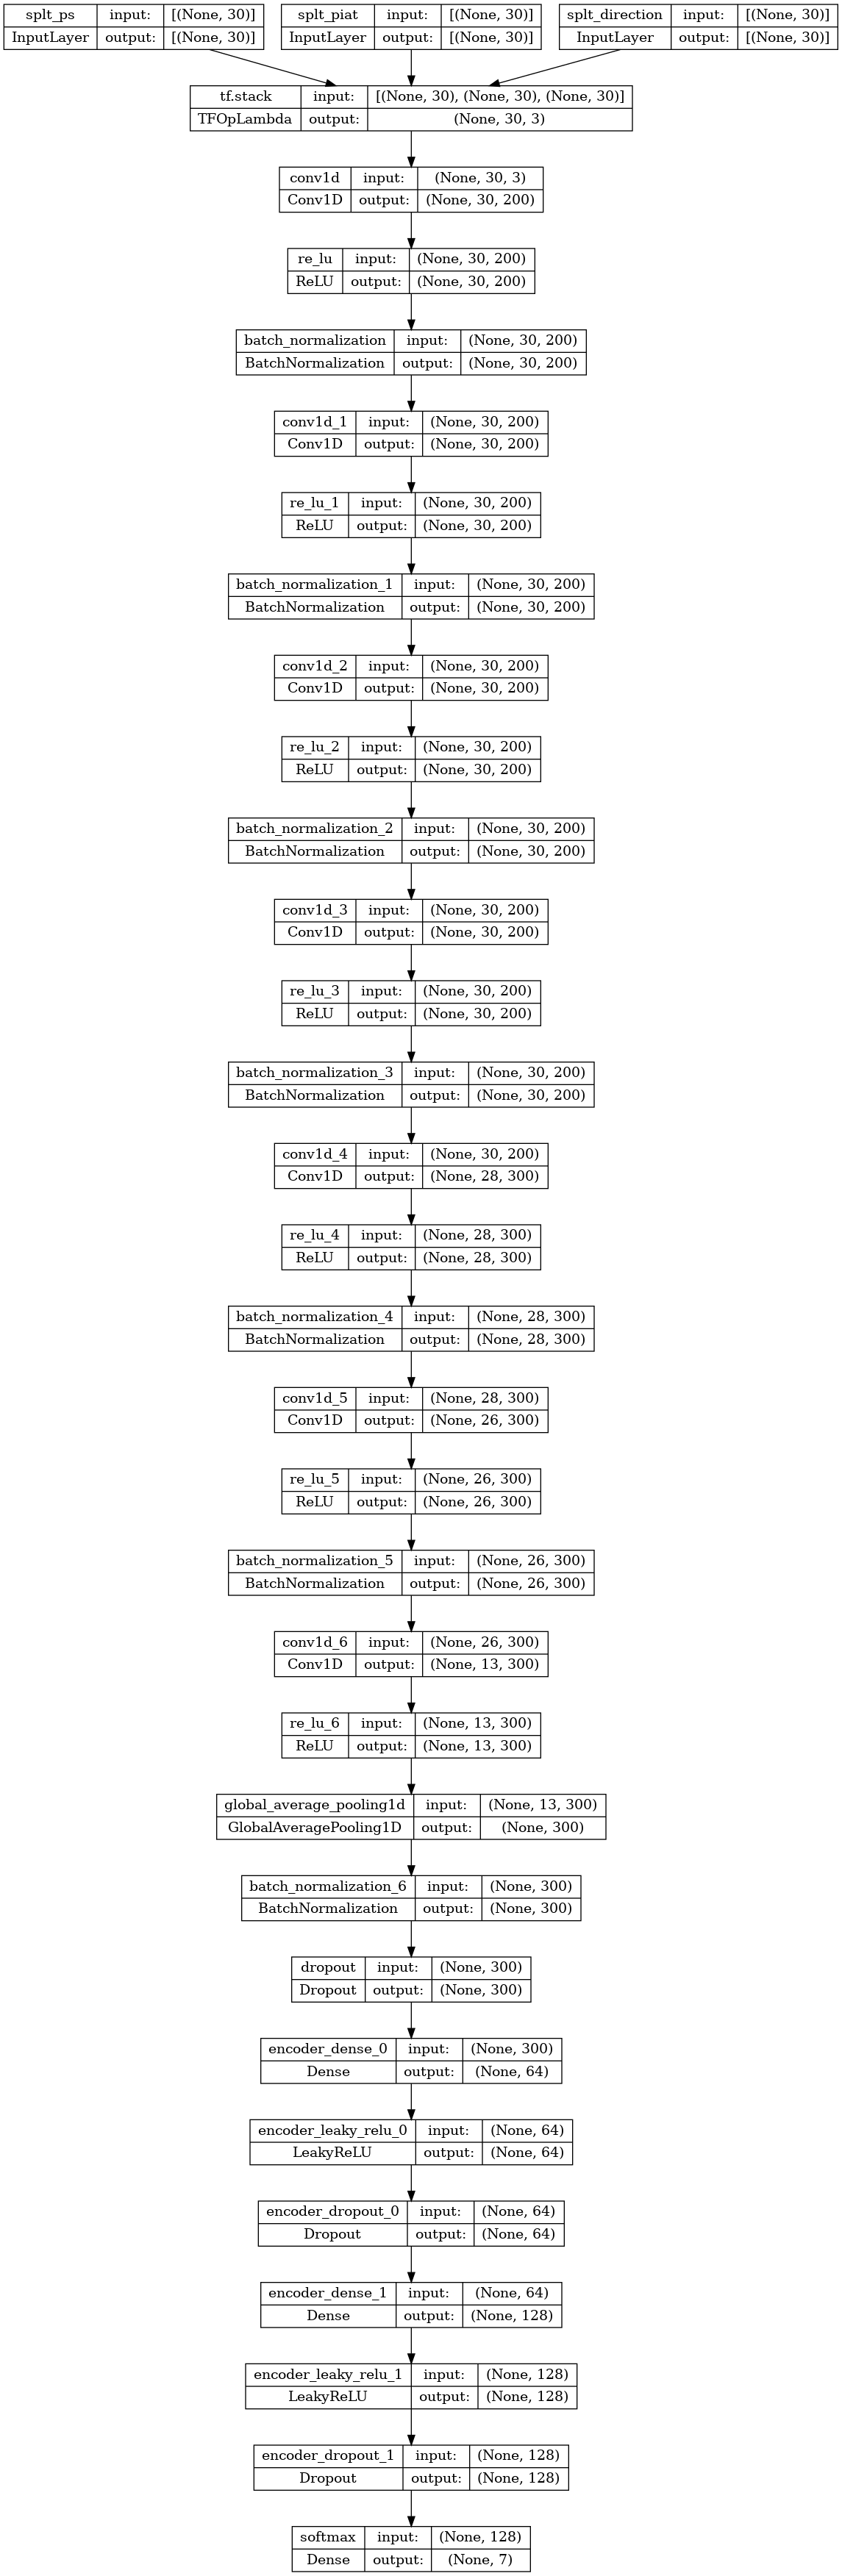 splt_ps input: [(None, 30)] splt_piat input: [(None, 30)] splt_direction input: [(None, 30)]
InputLayer output: [(None, 30)] InputLayer output: [(None, 30)] InputLayer output: [(None, 30)]
tf.stack input: [(None, 30), (None, 30), (None, 30)]
TFOpLambda output: (None, 30, 3)
conv1d input: (None, 30, 3)
Conv1D output: (None, 30, 200)
re_lu input: (None, 30, 200)
ReLU output: (None, 30, 200)
batch_normalization input: (None, 30, 200)
BatchNormalization output: (None, 30, 200)
conv1d_1 input: (None, 30, 200)
Conv1D output: (None, 30, 200)
re_lu_1 input: (None, 30, 200)
ReLU output: (None, 30, 200)
batch_normalization_1 input: (None, 30, 200)
BatchNormalization output: (None, 30, 200)
conv1d_2 input: (None, 30, 200)
Conv1D output: (None, 30, 200)
re_lu_2 input: (None, 30, 200)
ReLU output: (None, 30, 200)
batch_normalization_2 input: (None, 30, 200)
BatchNormalization output: (None, 30, 200)
conv1d_3 input: (None, 30, 200)
Conv1D output: (None, 30, 200)
re_lu_3 input: (None, 30, 200)
ReLU output: (None, 30, 200)
batch_normalization_3 input: (None, 30, 200)
BatchNormalization output: (None, 30, 200)
conv1d_4 input: (None, 30, 200)
Conv1D output: (None, 28, 300)
re_lu_4 input: (None, 28, 300)
ReLU output: (None, 28, 300)
batch_normalization_4 input: (None, 28, 300)
BatchNormalization output: (None, 28, 300)
conv1d_5 input: (None, 28, 300)
Conv1D output: (None, 26, 300)
re_lu_5 input: (None, 26, 300)
ReLU output: (None, 26, 300)
batch_normalization_5 input: (None, 26, 300)
BatchNormalization output: (None, 26, 300)
conv1d_6 input: (None, 26, 300)
Conv1D output: (None, 13, 300)
re_lu_6 input: (None, 13, 300)
ReLU output: (None, 13, 300)
global_average_pooling1d input: (None, 13, 300)
GlobalAveragePooling1D output: (None, 300)
batch_normalization_6 input: (None, 300)
BatchNormalization output: (None, 300)
dropout input: (None, 300)
Dropout output: (None, 300)
encoder_dense_0 input: (None, 300)
Dense output: (None, 64)
encoder_leaky_relu_0 input: (None, 64)
LeakyReLU output: (None, 64)
encoder_dropout_0 input: (None, 64)
Dropout output: (None, 64)
encoder_dense_1 input: (None, 64)
Dense output: (None, 128)
encoder_leaky_relu_1 input: (None, 128)
LeakyReLU output: (None, 128)
encoder_dropout_1 input: (None, 128)
Dropout output: (None, 128)
softmax input: (None, 128)
Dense output: (None, 7)